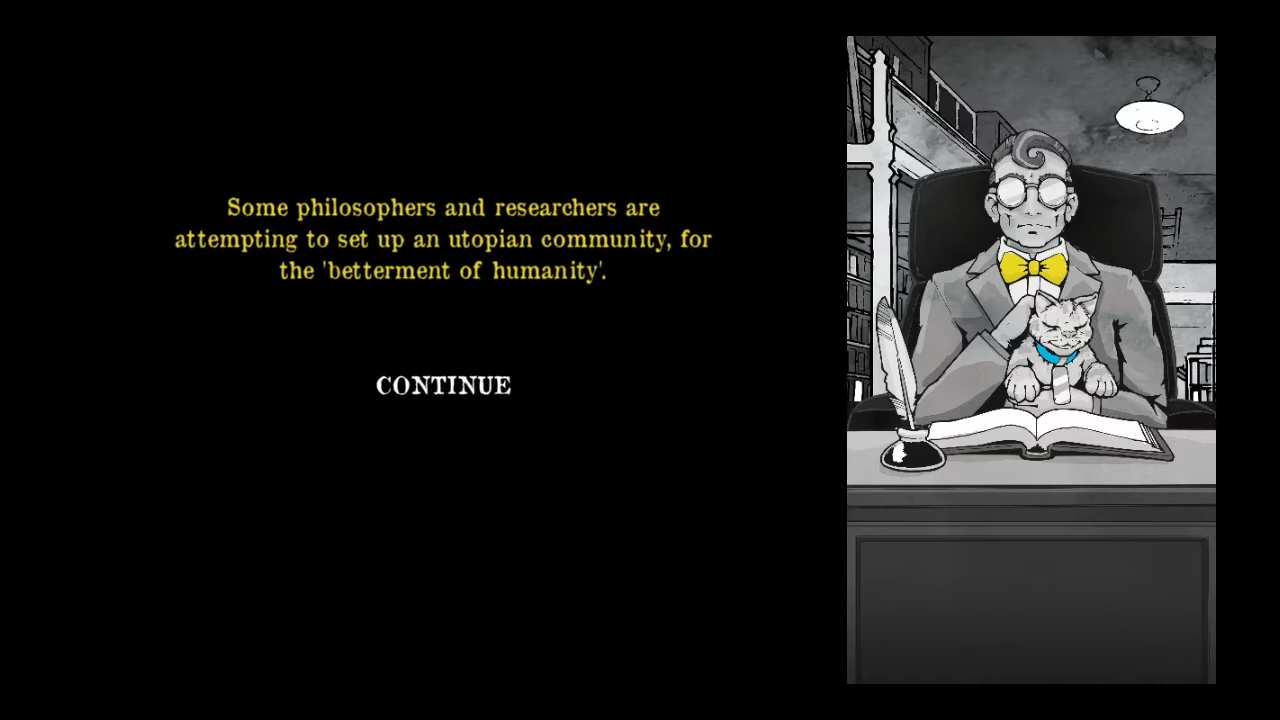 Some philosophers and researchers are
attempting to set up an utopian community, for
the 'betterment of humanity'.
CONTINUE